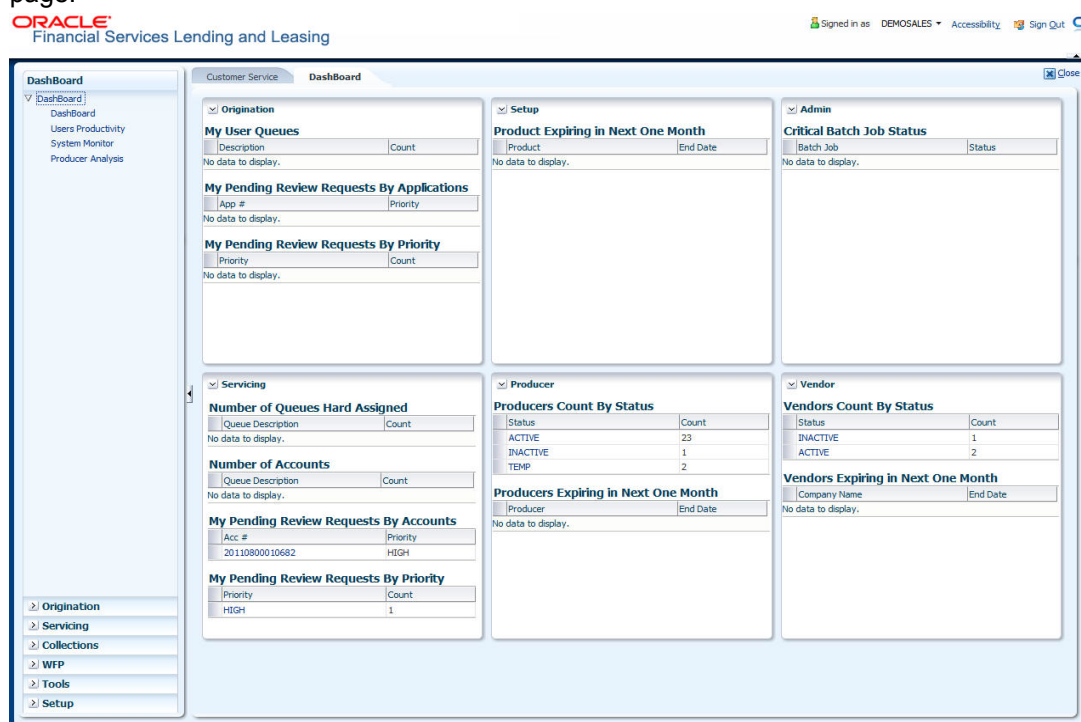 page.
ORACLE
Financial Services Lending and Leasing
Signed in as DEMOSALES Accessibility Sign Out
DashBoard
DashBoard
DashBoard
Users Productivity
System Monitor
Producer Analysis
Origination
Servicing
Collections
WFP
Tools
Setup
Customer Service DashBoard
Close
Origination
My User Queues
Description Count
No data to display.
My Pending Review Requests By Applications
App # Priority
No data to display.
My Pending Review Requests By Priority
Priority Count
No data to display.
Setup
Product Expiring in Next One Month
Product End Date
No data to display.
Admin
Critical Batch Job Status
Batch Job Status
No data to display.
Servicing
Number of Queues Hard Assigned
Queue Description Count
No data to display.
Number of Accounts
Queue Description Count
No data to display.
My Pending Review Requests By Accounts
Acc # Priority
20110800010682 HIGH
My Pending Review Requests By Priority
Priority Count
HIGH 1
Producer
Producers Count By Status
Status Count
ACTIVE 23
INACTIVE 1
TEMP 2
Producers Expiring in Next One Month
Producer End Date
No data to display.
Vendor
Vendors Count By Status
Status Count
INACTIVE 1
ACTIVE 2
Vendors Expiring in Next One Month
Company Name End Date
No data to display.